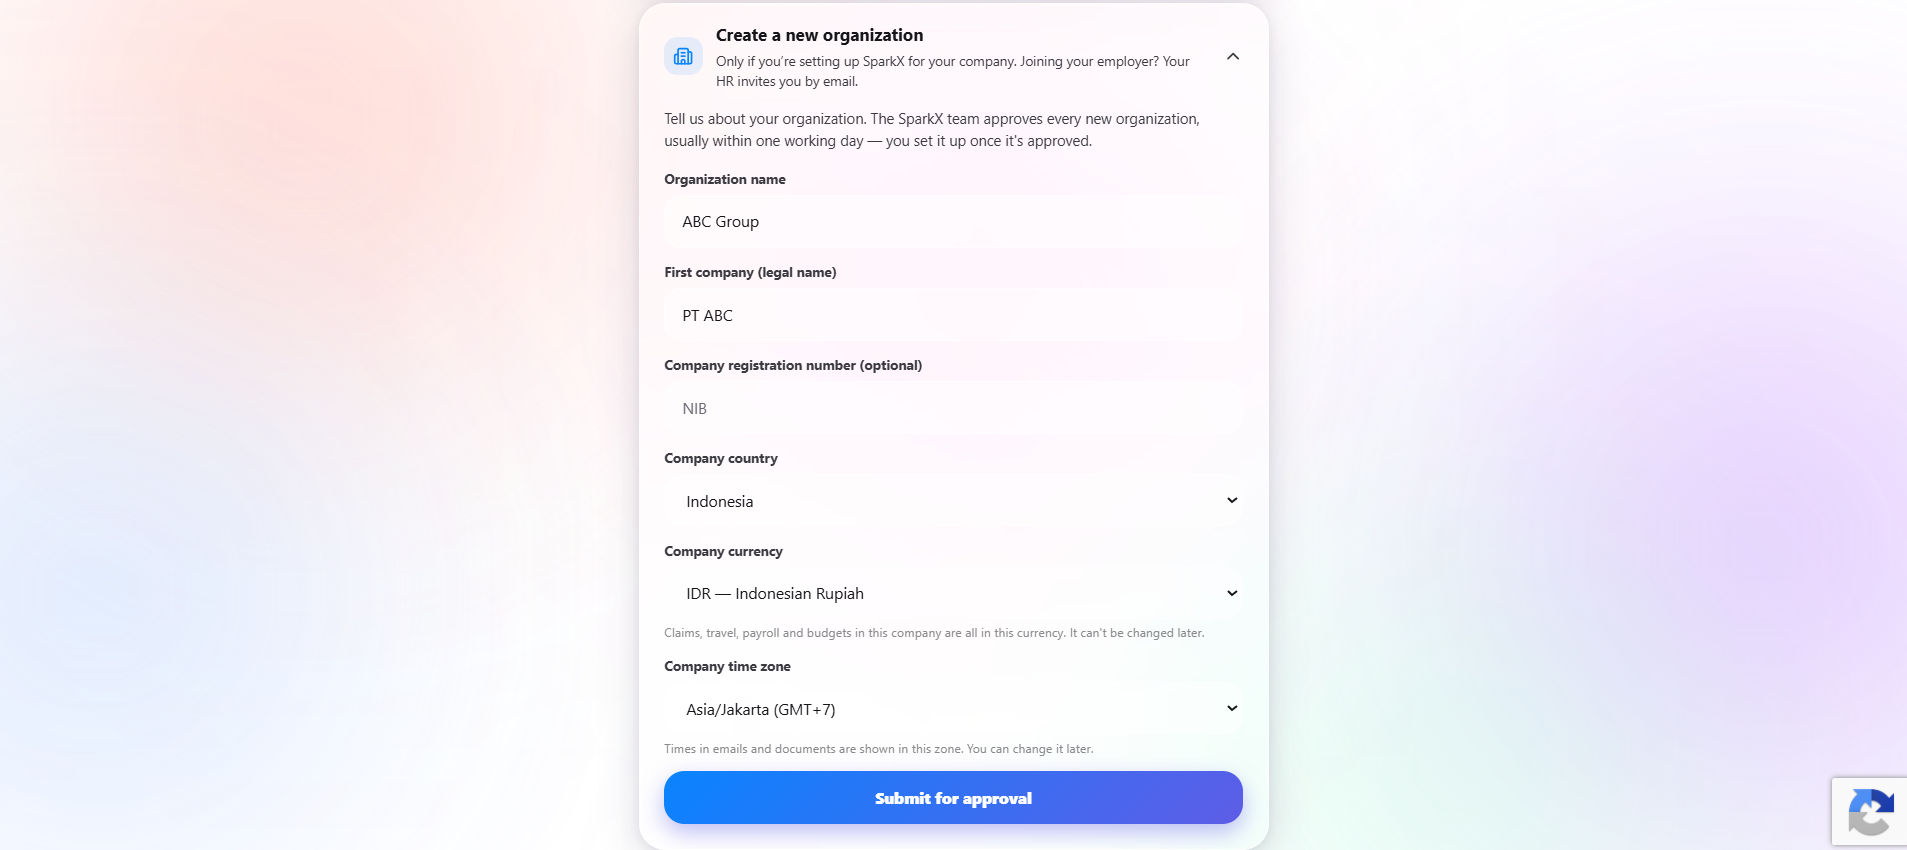 Create a new organization
Only if you’re setting up SparkX for your company. Joining your employer? Your
HR invites you by email.
Tell us about your organization. The SparkX team approves every new organization,
usually within one working day — you set it up once it's approved.
Organization name
ABC Group
First company (legal name)
PT ABC
Company registration number (optional)
NIB
Company country
Indonesia
Company currency
IDR — Indonesian Rupiah
Claims, travel, payroll and budgets in this company are all in this currency. It can't be changed later.
Company time zone
Asia/Jakarta (GMT+7)
Times in emails and documents are shown in this zone. You can change it later.
Submit for approval